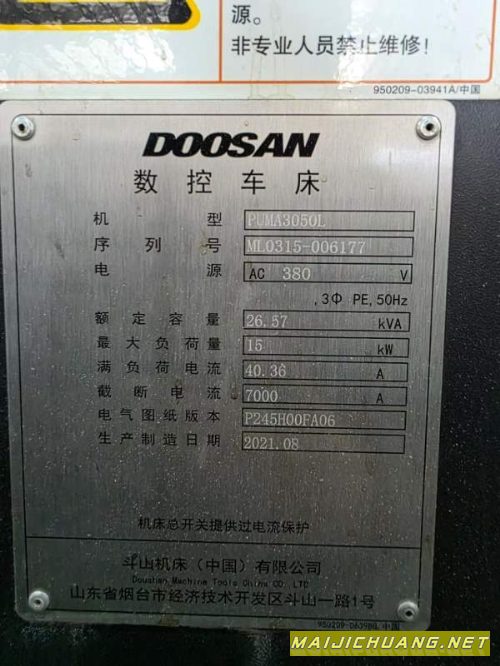 源。
非专业人员禁止维修！
950209-03941A/中国
DOOSAN
数控车床
机型 PUMA3050L
序列号 ML0315-006177
电源 AC 380 V
,3Φ PE,50Hz
额定容量 26.57 kVA
最大负荷量 15 kW
满负荷电流 40.36 A
截断电流 7000 A
电气图纸版本 P245H00FA06
生产制造日期 2021.08
机床总开关提供过电流保护
斗山机床（中国）有限公司
Doushan Machine Tools China CO., LTD
山东省烟台市经济技术开发区斗山一路1号
中国
MAIJICHUANG.NET